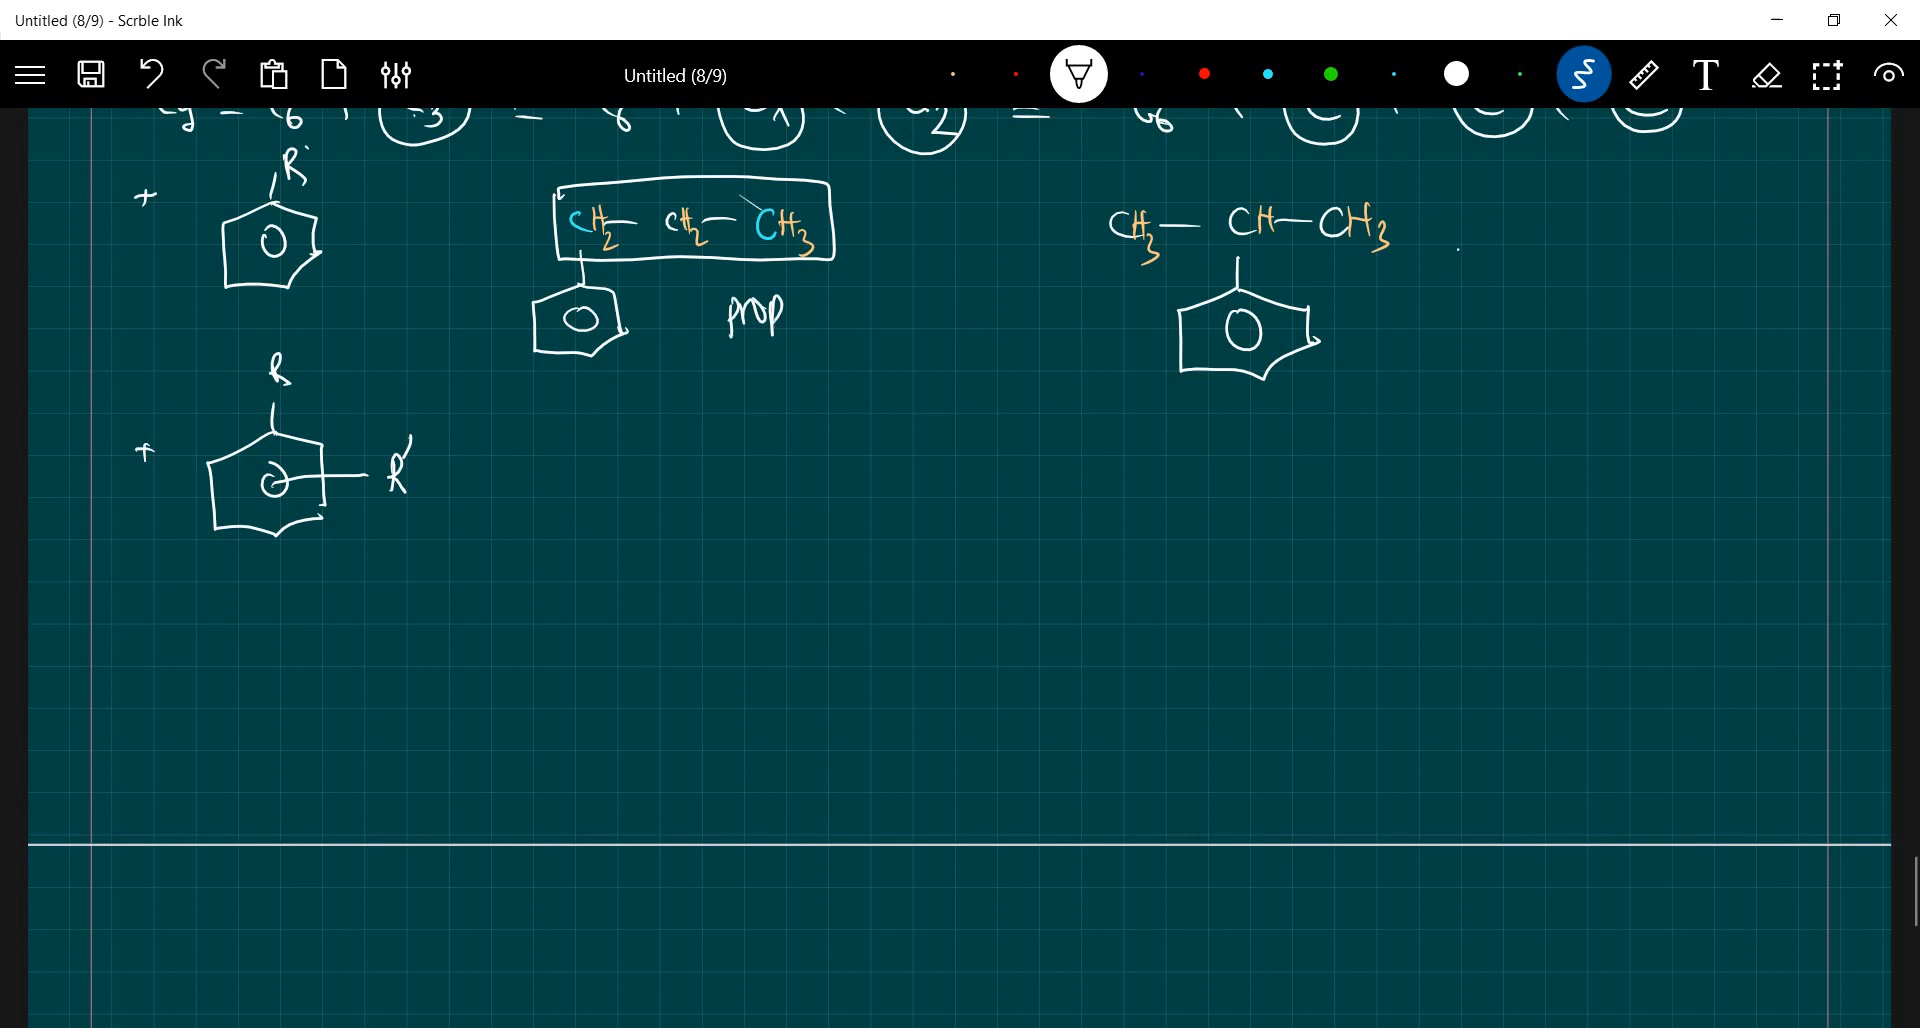 Untitled (8/9) - Scrble Ink
Untitled (8/9)
T
+ R
CH2 — CH2 — CH3
CH3 — CH — CH3
prop
R
+ R'